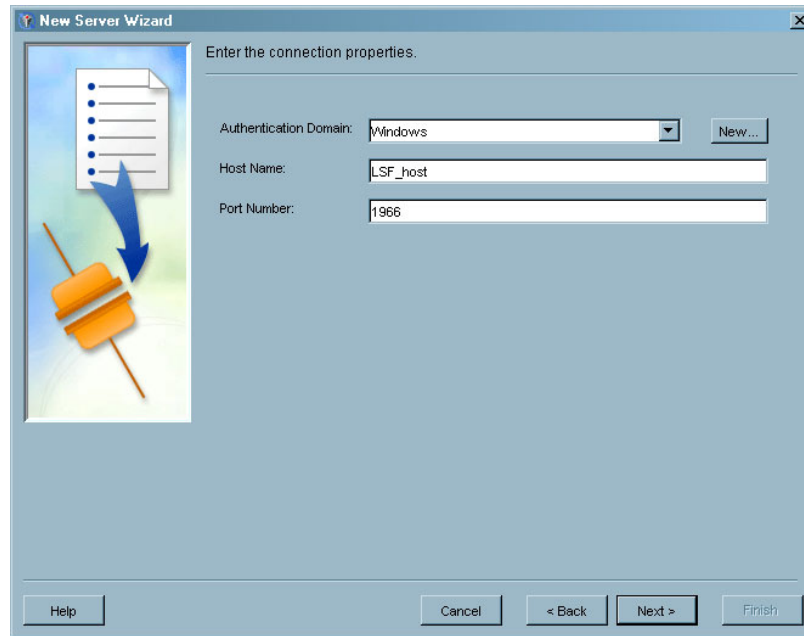 New Server Wizard
Enter the connection properties.
Authentication Domain: Windows New...
Host Name: LSF_host
Port Number: 1966
Help Cancel < Back Next > Finish